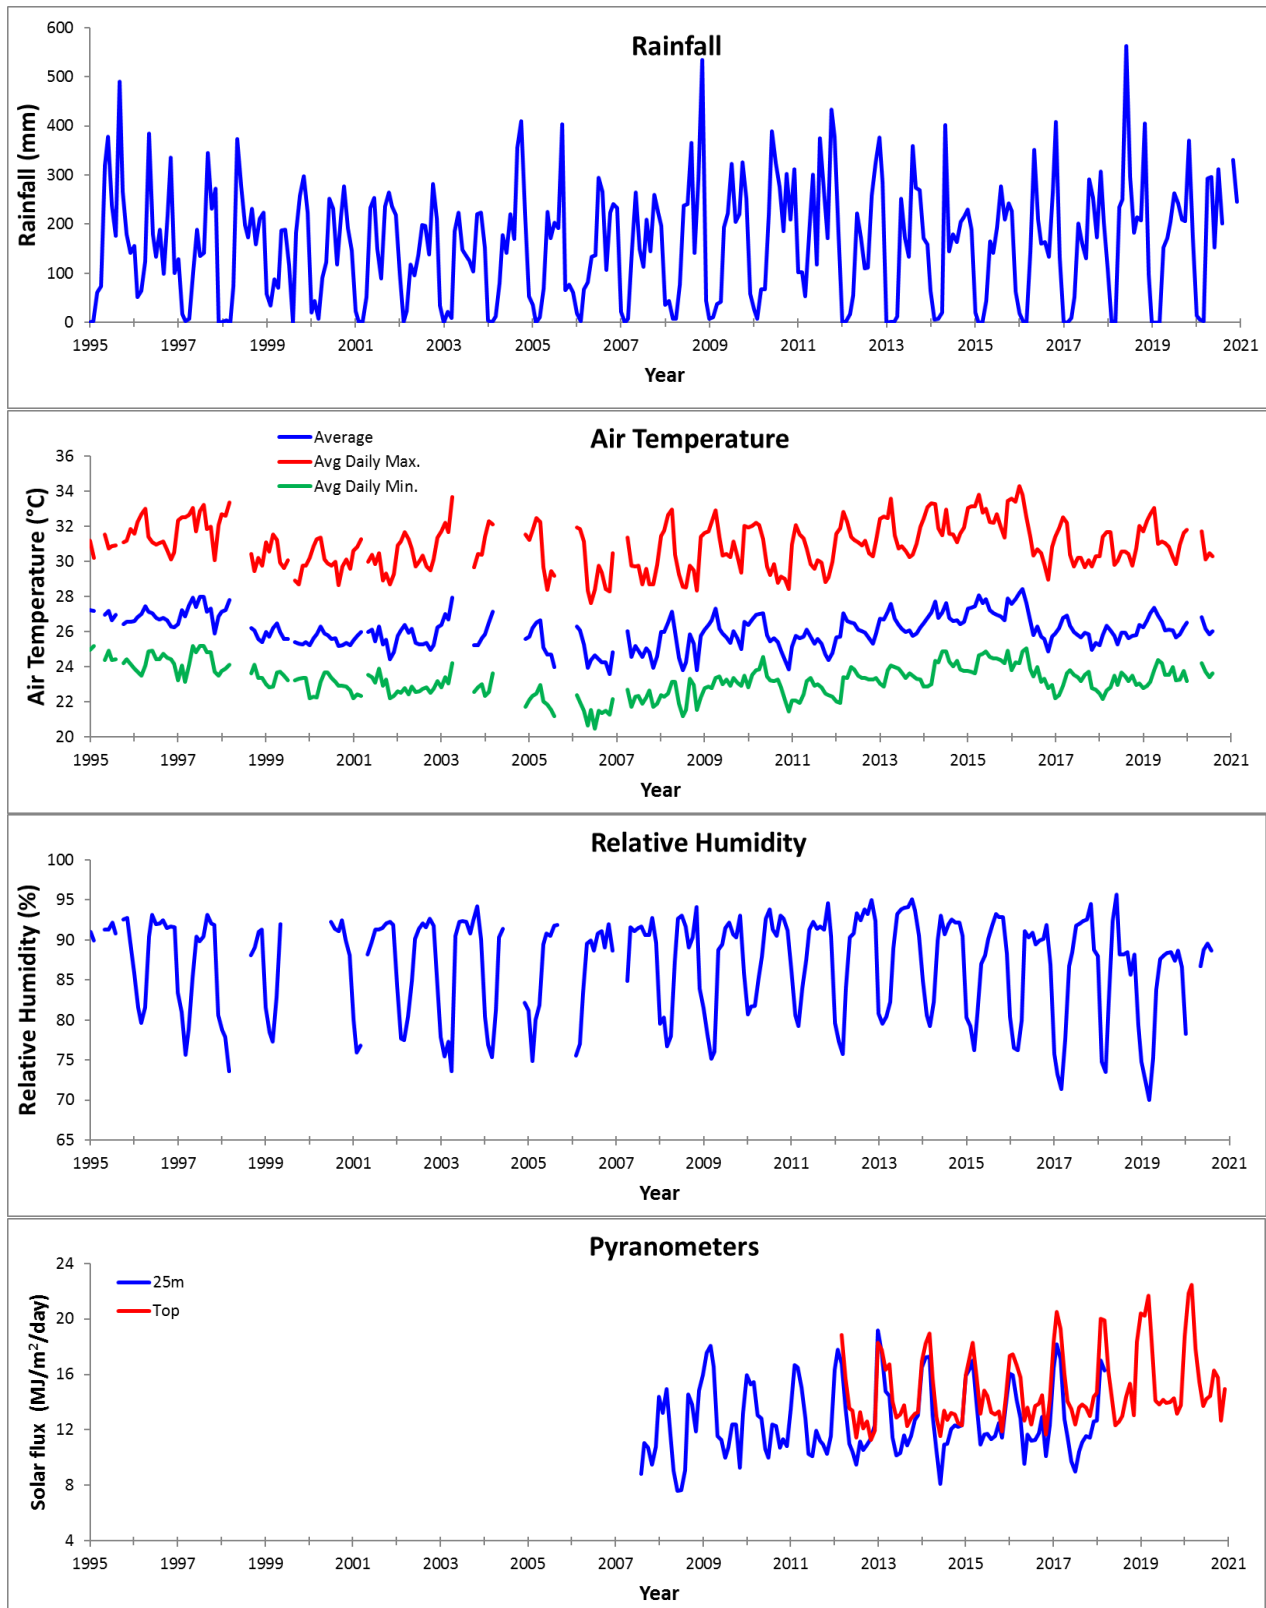 Rainfall
Rainfall (mm)
600
500
400
300
200
100
0
1995 1997 1999 2001 2003 2005 2007 2009 2011 2013 2015 2017 2019 2021
Year
Air Temperature
Average
Avg Daily Max.
Avg Daily Min.
Air Temperature (°C)
36
34
32
30
28
26
24
22
20
1995 1997 1999 2001 2003 2005 2007 2009 2011 2013 2015 2017 2019 2021
Year
Relative Humidity
Relative Humidity (%)
100
95
90
85
80
75
70
65
1995 1997 1999 2001 2003 2005 2007 2009 2011 2013 2015 2017 2019 2021
Year
Pyranometers
25m
Top
Solar flux (MJ/m²/day)
24
20
16
12
8
4
1995 1997 1999 2001 2003 2005 2007 2009 2011 2013 2015 2017 2019 2021
Year